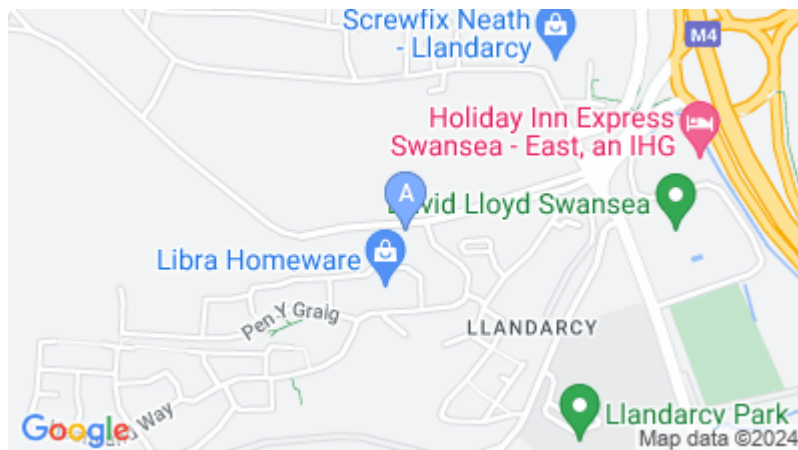 Screwfix Neath
- Llandarcy
M4
Holiday Inn Express
Swansea - East, an IHG
A
David Lloyd Swansea
Libra Homeware
Pen Y Graig
LLANDARCY
Way
Llandarcy Park
Google
Map data ©2024